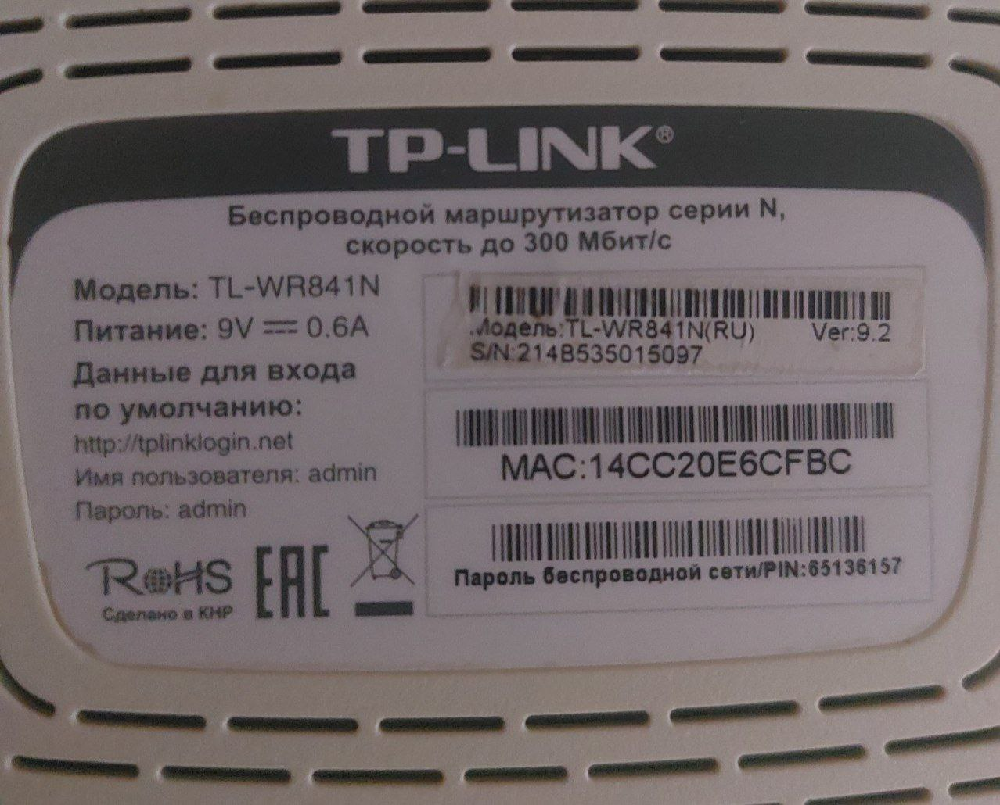 TP-LINK®
Беспроводной маршрутизатор серии N,
скорость до 300 Мбит/с
Модель: TL-WR841N
Питание: 9V ⎓ 0.6A
Данные для входа
по умолчанию:
http://tplinklogin.net
Имя пользователя: admin
Пароль: admin
RoHS
Сделано в КНР
EAC
Модель:TL-WR841N(RU) Ver:9.2
S/N:214B535015097
MAC:14CC20E6CFBC
Пароль беспроводной сети/PIN:65136157